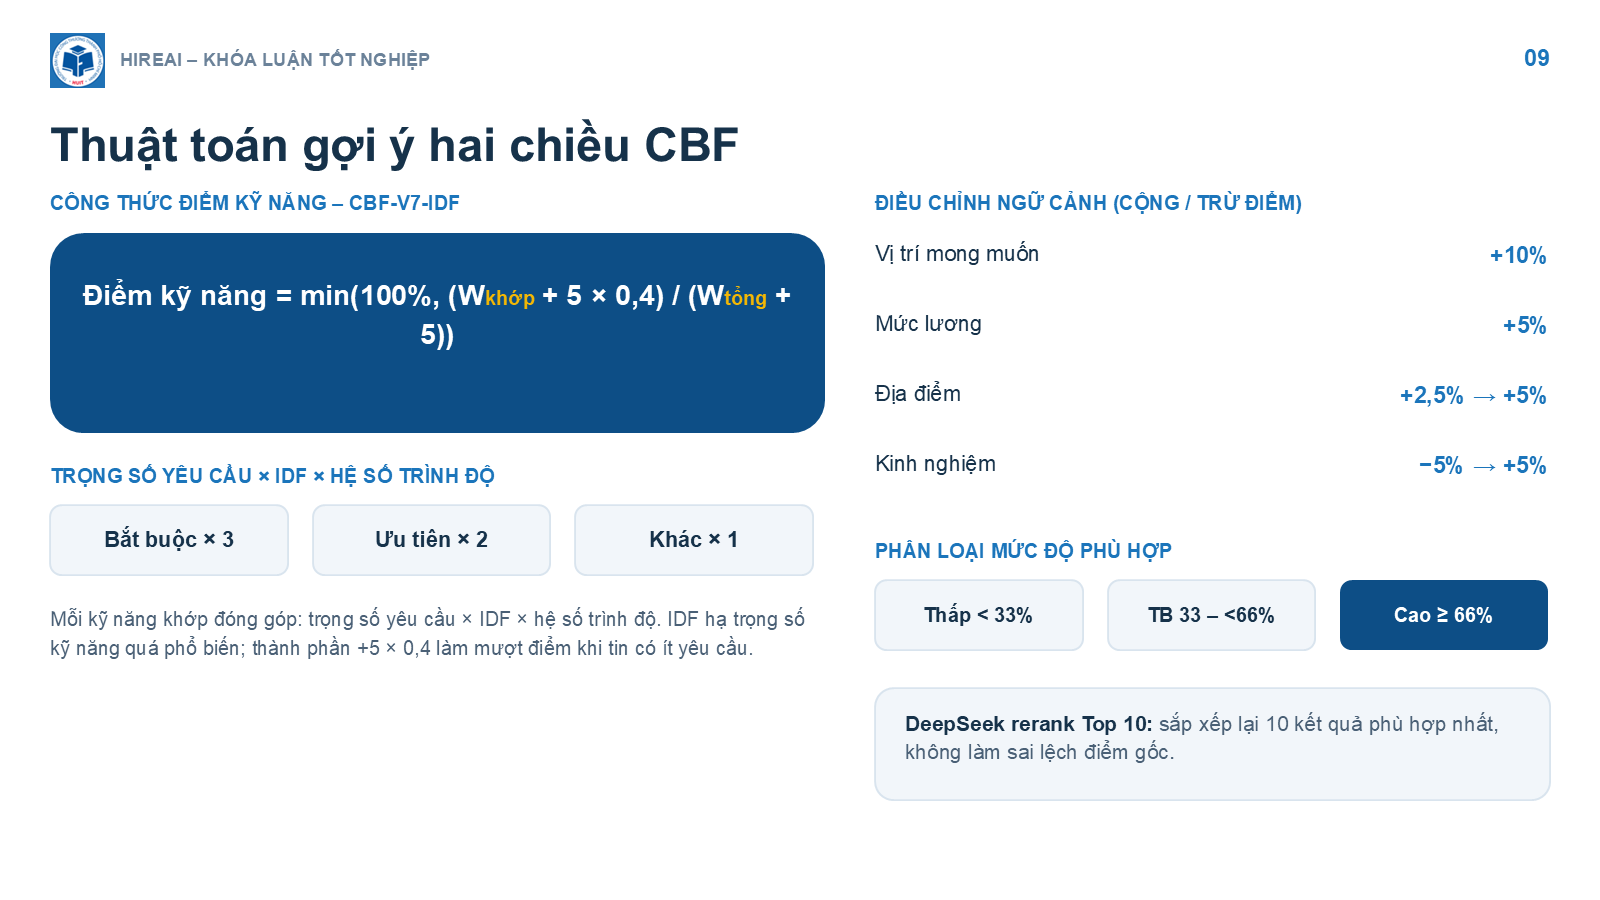 HIREAI – KHÓA LUẬN TỐT NGHIỆP
09
Thuật toán gợi ý hai chiều CBF
CÔNG THỨC ĐIỂM KỸ NĂNG – CBF-V7-IDF
Điểm kỹ năng = min(100%, (Wkhớp + 5 × 0,4) / (Wtổng +
5))
TRỌNG SỐ YÊU CẦU × IDF × HỆ SỐ TRÌNH ĐỘ
Bắt buộc × 3
Ưu tiên × 2
Khác × 1
Mỗi kỹ năng khớp đóng góp: trọng số yêu cầu × IDF × hệ số trình độ. IDF hạ trọng số
kỹ năng quá phổ biến; thành phần +5 × 0,4 làm mượt điểm khi tin có ít yêu cầu.
ĐIỀU CHỈNH NGỮ CẢNH (CỘNG / TRỪ ĐIỂM)
Vị trí mong muốn +10%
Mức lương +5%
Địa điểm +2,5% → +5%
Kinh nghiệm −5% → +5%
PHÂN LOẠI MỨC ĐỘ PHÙ HỢP
Thấp < 33%
TB 33 – <66%
Cao ≥ 66%
DeepSeek rerank Top 10: sắp xếp lại 10 kết quả phù hợp nhất,
không làm sai lệch điểm gốc.